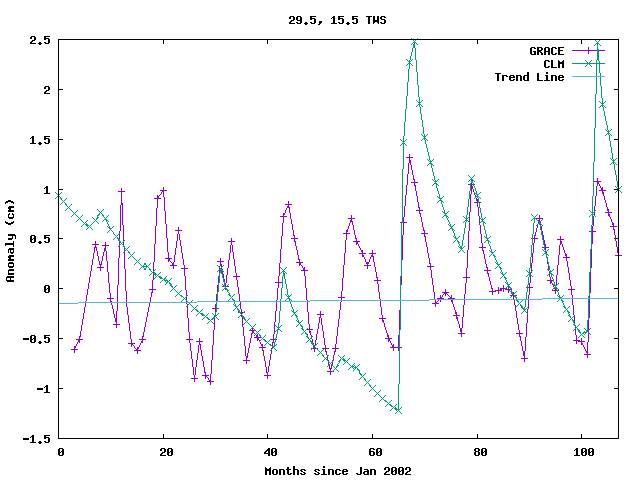 29.5, 15.5 TWS
GRACE
CLM
Trend Line
2.5
2
1.5
1
0.5
0
-0.5
-1
-1.5
Anomaly (cm)
0 20 40 60 80 100
Months since Jan 2002